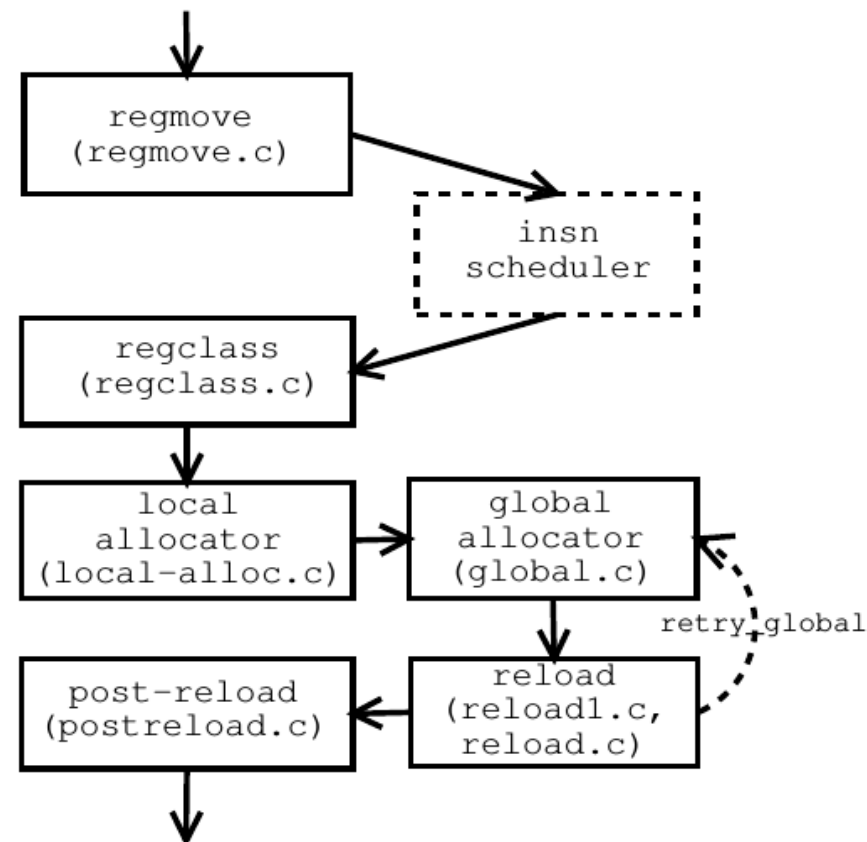 regmove
(regmove.c)
insn
scheduler
regclass
(regclass.c)
local
allocator
(local-alloc.c)
global
allocator
(global.c)
retry_global
post-reload
(postreload.c)
reload
(reload1.c,
reload.c)